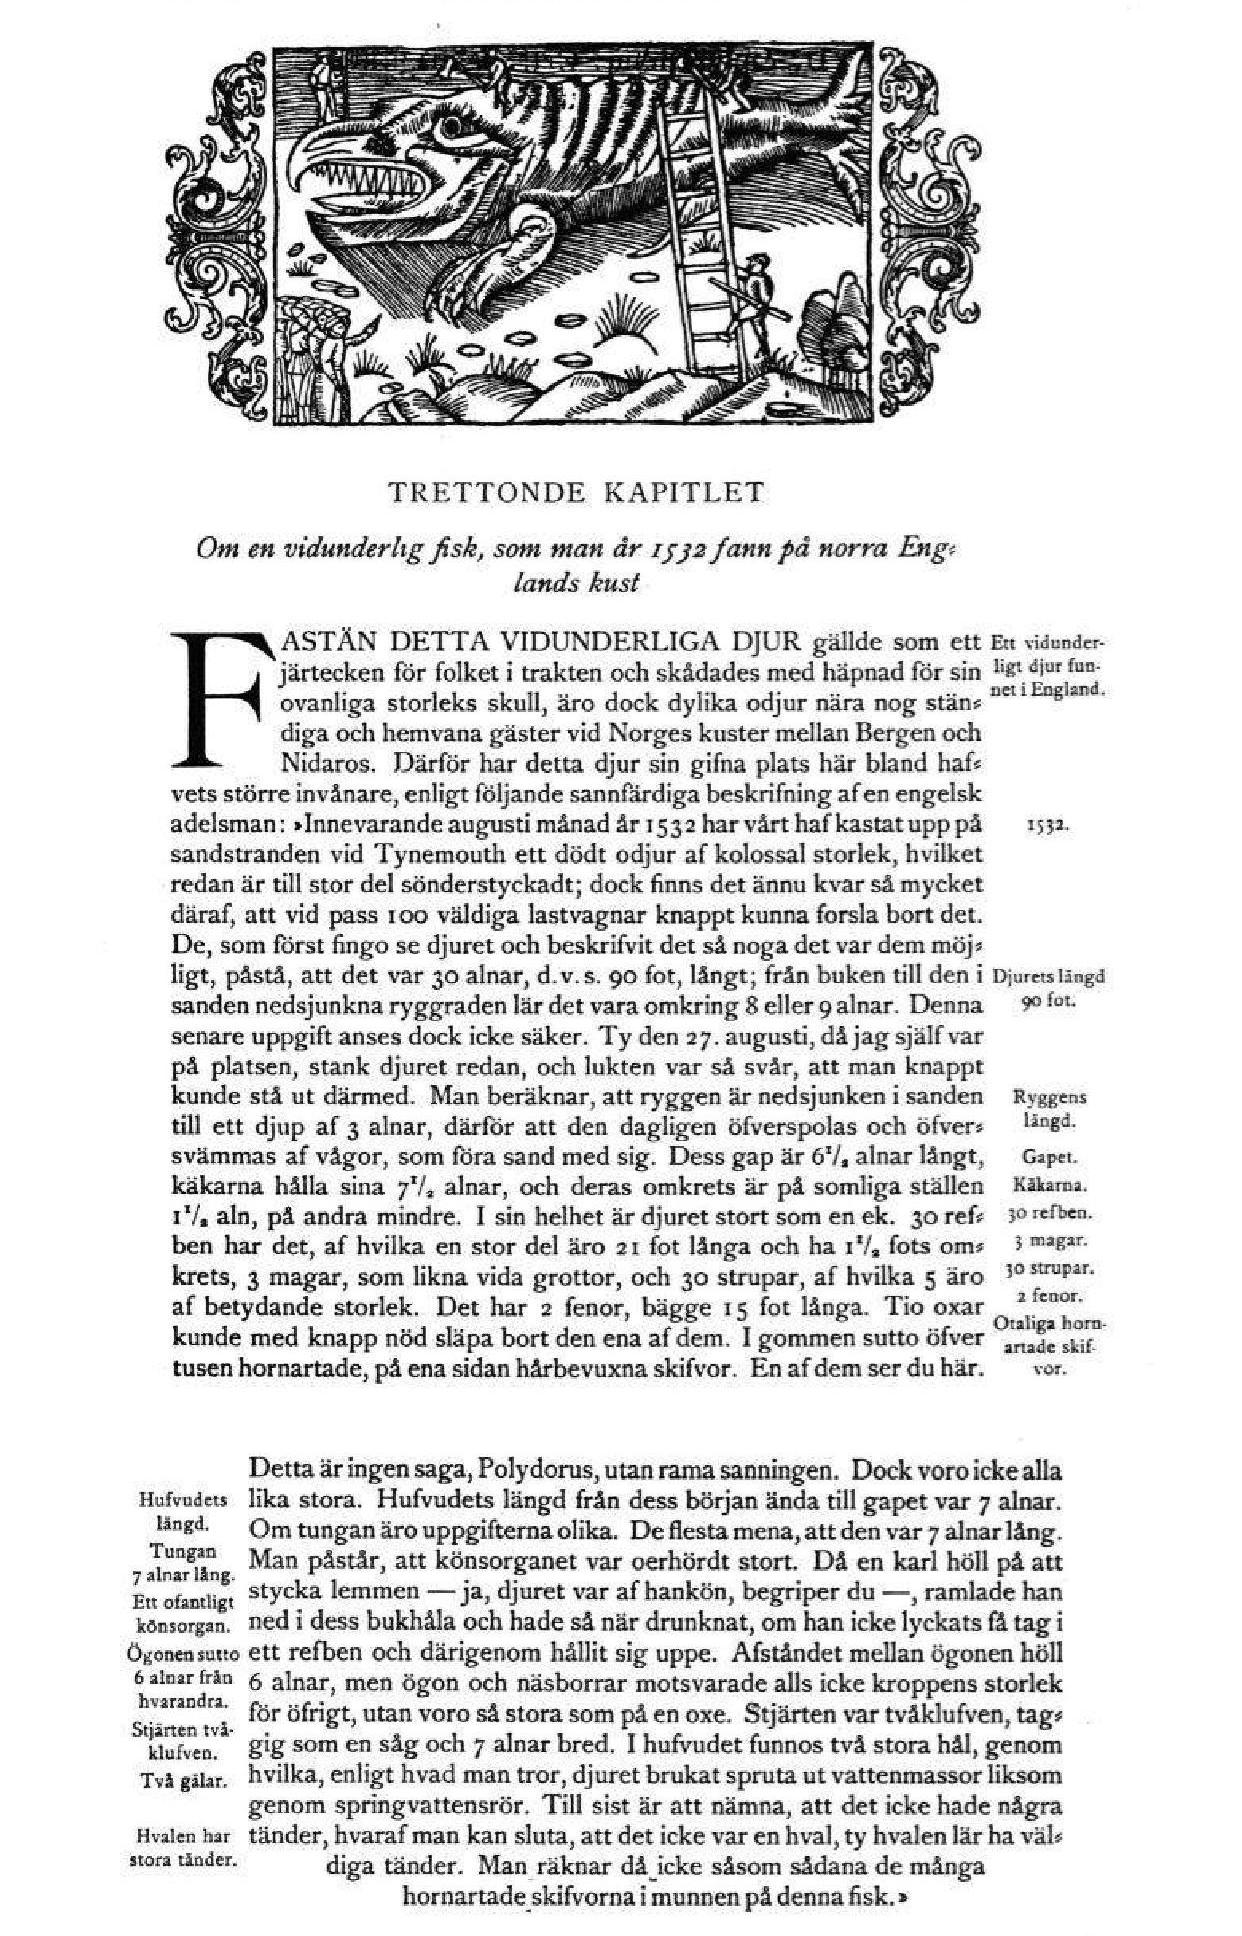 TRETTONDE KAPITLET
Om en vidunderlig fisk, som man år 1532 fann på norra Eng⸗
lands kust
FASTÄN DETTA VIDUNDERLIGA DJUR gällde som ett
järtecken för folket i trakten och skådades med häpnad för sin
ovanliga storleks skull, äro dock dylika odjur nära nog stän⸗
diga och hemvana gäster vid Norges kuster mellan Bergen och
Nidaros. Därför har detta djur sin gifna plats här bland haf⸗
vets större invånare, enligt följande sannfärdiga beskrifning af en engelsk
adelsman: »Innevarande augusti månad år 1532 har vårt haf kastat upp på
sandstranden vid Tynemouth ett dödt odjur af kolossal storlek, hvilket
redan är till stor del sönderstyckadt; dock finns det ännu kvar så mycket
däraf, att vid pass 100 väldiga lastvagnar knappt kunna forsla bort det.
De, som först fingo se djuret och beskrifvit det så noga det var dem möj⸗
ligt, påstå, att det var 30 alnar, d.v.s. 90 fot, långt; från buken till den i
sanden nedsjunkna ryggraden lär det vara omkring 8 eller 9 alnar. Denna
senare uppgift anses dock icke säker. Ty den 27. augusti, då jag själf var
på platsen, stank djuret redan, och lukten var så svår, att man knappt
kunde stå ut därmed. Man beräknar, att ryggen är nedsjunken i sanden
till ett djup af 3 alnar, därför att den dagligen öfverspolas och öfver⸗
svämmas af vågor, som föra sand med sig. Dess gap är 6 1/2 alnar långt,
käkarna hålla sina 7 1/2 alnar, och deras omkrets är på somliga ställen
1 1/2 aln, på andra mindre. I sin helhet är djuret stort som en ek. 30 ref⸗
ben har det, af hvilka en stor del äro 21 fot långa och ha 1 1/2 fots om⸗
krets, 3 magar, som likna vida grottor, och 30 strupar, af hvilka 5 äro
af betydande storlek. Det har 2 fenor, bägge 15 fot långa. Tio oxar
kunde med knapp nöd släpa bort den ena af dem. I gommen sutto öfver
tusen hornartade, på ena sidan hårbevuxna skifvor. En af dem ser du här.
Ett vidunder-
ligt djur fun-
net i England.
1532.
Djurets längd
90 fot.
Ryggens
längd.
Gapet.
Käkarna.
30 refben.
3 magar.
30 strupar.
2 fenor.
Otaliga horn-
artade skif-
vor.
Detta är ingen saga, Polydorus, utan rama sanningen. Dock voro icke alla
lika stora. Hufvudets längd från dess början ända till gapet var 7 alnar.
Om tungan äro uppgifterna olika. De flesta mena, att den var 7 alnar lång.
Man påstår, att könsorganet var oerhördt stort. Då en karl höll på att
stycka lemmen — ja, djuret var af hankön, begriper du —, ramlade han
ned i dess bukhåla och hade så när drunknat, om han icke lyckats få tag i
ett refben och därigenom hållit sig uppe. Afståndet mellan ögonen höll
6 alnar, men ögon och näsborrar motsvarade alls icke kroppens storlek
för öfrigt, utan voro så stora som på en oxe. Stjärten var tvåklufven, tag⸗
gig som en såg och 7 alnar bred. I hufvudet funnos två stora hål, genom
hvilka, enligt hvad man tror, djuret brukat spruta ut vattenmassor liksom
genom springvattensrör. Till sist är att nämna, att det icke hade några
tänder, hvaraf man kan sluta, att det icke var en hval, ty hvalen lär ha väl⸗
diga tänder. Man räknar då icke såsom sådana de många
hornartade skifvorna i munnen på denna fisk.»
Hufvudets
längd.
Tungan
7 alnar lång.
Ett ofantligt
könsorgan.
Ögonen sutto
6 alnar från
hvarandra.
Stjärten två-
klufven.
Två gälar.
Hvalen har
stora tänder.